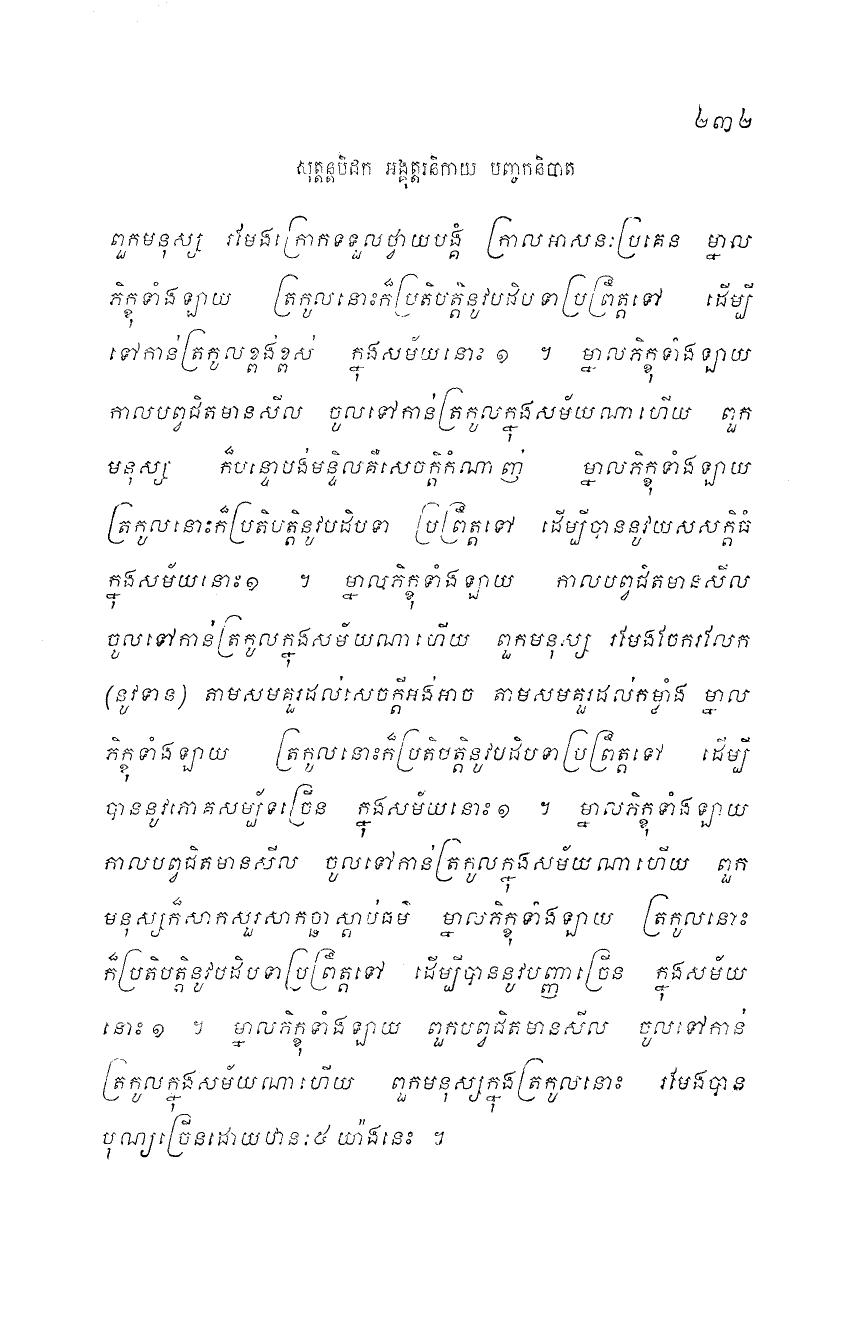 ២៣២
សុត្តន្តបិដក អង្គុត្តរនិកាយ បញ្ចកនិបាត
ពួកមនុស្ស រមែងក្រោកទទួលថ្វាយបង្គំ ក្រាលអាសនៈប្រគេន ម្នាល
ភិក្ខុទាំងឡាយ ត្រកូលនោះក៏ប្រតិបត្តិនូវបដិបទាប្រព្រឹត្តទៅ ដើម្បី
ទៅកាន់ត្រកូលខ្ពង់ខ្ពស់ ក្នុងសម័យនោះ ១ ។ ម្នាលភិក្ខុទាំងឡាយ
កាលបព្វជិតមានសីល ចូលទៅកាន់ត្រកូលក្នុងសម័យណាហើយ ពួក
មនុស្ស ក៏បន្ទោបង់មន្ទិលគឺសេចក្តីកំណាញ់ ម្នាលភិក្ខុទាំងឡាយ
ត្រកូលនោះក៏ប្រតិបត្តិនូវបដិបទា ប្រព្រឹត្តទៅ ដើម្បីបាននូវយសសក្តិធំ
ក្នុងសម័យនោះ១ ។ ម្នាលភិក្ខុទាំងឡាយ កាលបព្វជិតមានសីល
ចូលទៅកាន់ត្រកូលក្នុងសម័យណាហើយ ពួកមនុស្ស រមែងចែករលែក
(នូវទាន) តាមសមគួរដល់សេចក្តីអង់អាច តាមសមគួរដល់កម្លាំង ម្នាល
ភិក្ខុទាំងឡាយ ត្រកូលនោះក៏ប្រតិបត្តិនូវបដិបទាប្រព្រឹត្តទៅ ដើម្បី
បាននូវភោគសម្ប័ទច្រើន ក្នុងសម័យនោះ១ ។ ម្នាលភិក្ខុទាំងឡាយ
កាលបព្វជិតមានសីល ចូលទៅកាន់ត្រកូលក្នុងសម័យណាហើយ ពួក
មនុស្សក៏សាកសួរសាកច្ឆាស្តាប់ធម៌ ម្នាលភិក្ខុទាំងឡាយ ត្រកូលនោះ
ក៏ប្រតិបត្តិនូវបដិបទាប្រព្រឹត្តទៅ ដើម្បីបាននូវបញ្ញាច្រើន ក្នុងសម័យ
នោះ១ ។ ម្នាលភិក្ខុទាំងឡាយ ពួកបព្វជិតមានសីល ចូលទៅកាន់
ត្រកូលក្នុងសម័យណាហើយ ពួកមនុស្សក្នុងត្រកូលនោះ រមែងបាន
បុណ្យច្រើនដោយឋានៈ៥ យ៉ាងនេះ ។